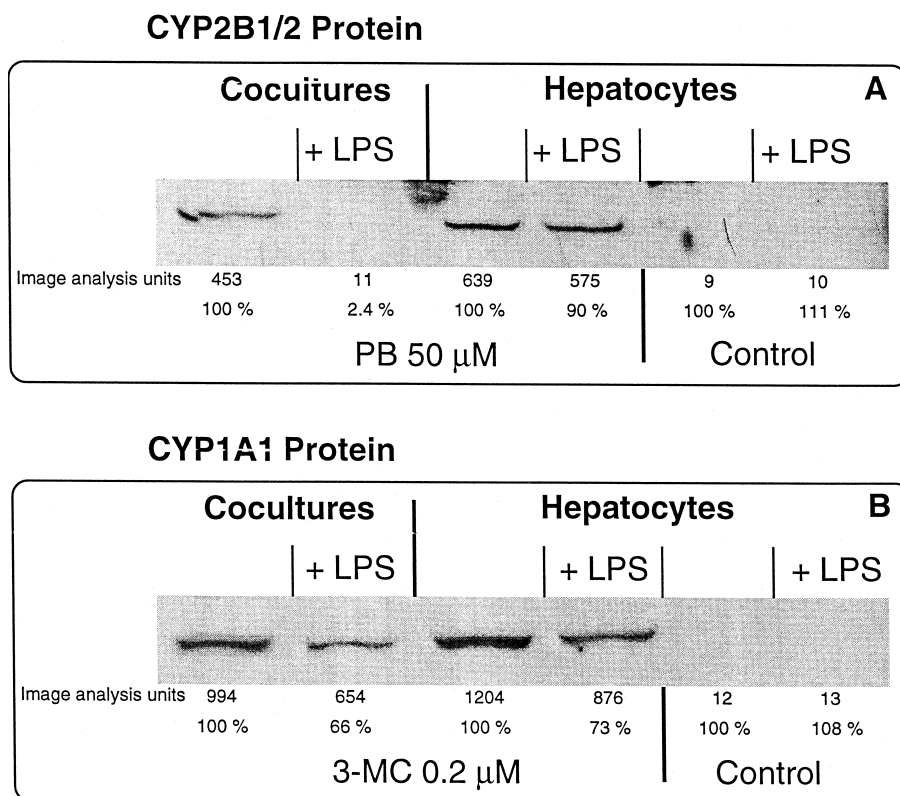 CYP2B1/2 Protein
Cocuitures Hepatocytes A
+ LPS + LPS + LPS
Image analysis units 453 11 639 575 9 10
100 % 2.4 % 100 % 90 % 100 % 111 %
PB 50 µM Control
CYP1A1 Protein
Cocultures Hepatocytes B
+ LPS + LPS + LPS
Image analysis units 994 654 1204 876 12 13
100 % 66 % 100 % 73 % 100 % 108 %
3-MC 0.2 µM Control